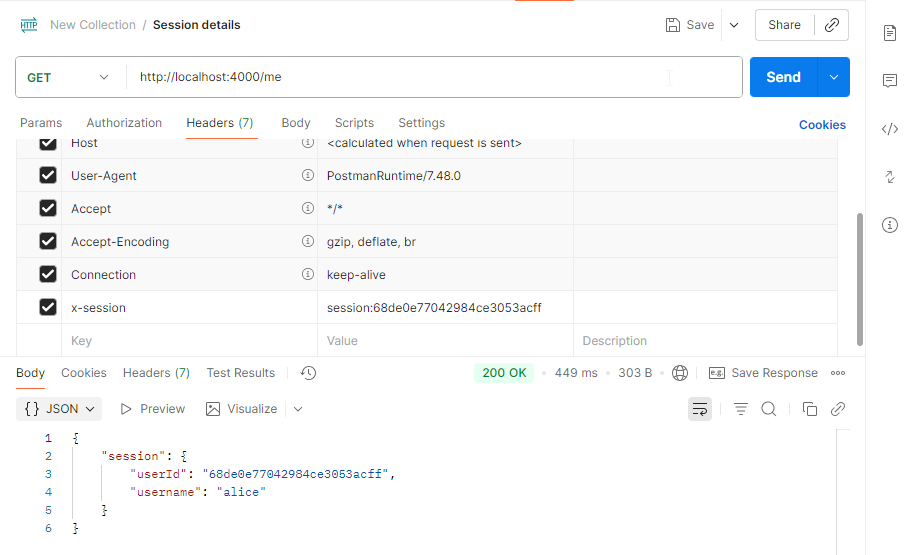 HTTP New Collection / Session details Save Share
GET http://localhost:4000/me Send
Params Authorization Headers (7) Body Scripts Settings Cookies
Host <calculated when request is sent>
User-Agent PostmanRuntime/7.48.0
Accept */*
Accept-Encoding gzip, deflate, br
Connection keep-alive
x-session session:68de0e77042984ce3053acff
Key Value Description
Body Cookies Headers (7) Test Results 200 OK • 449 ms • 303 B • e.g. Save Response
{} JSON Preview Visualize
1 {
2 "session": {
3 "userId": "68de0e77042984ce3053acff",
4 "username": "alice"
5 }
6 }